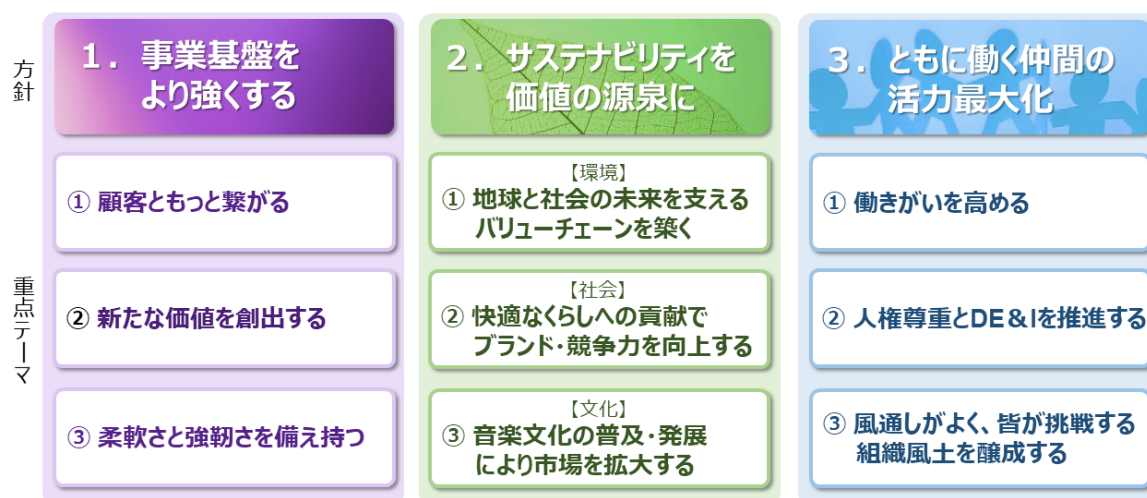 方針
１．事業基盤を
より強くする
２．サステナビリティを
価値の源泉に
３．ともに働く仲間の
活力最大化
重点テーマ
① 顧客ともっと繋がる
② 新たな価値を創出する
③ 柔軟さと強靭さを備え持つ
【環境】
① 地球と社会の未来を支える
バリューチェーンを築く
【社会】
② 快適なくらしへの貢献で
ブランド・競争力を向上する
【文化】
③ 音楽文化の普及・発展
により市場を拡大する
① 働きがいを高める
② 人権尊重とDE&Iを推進する
③ 風通しがよく、皆が挑戦する
組織風土を醸成する